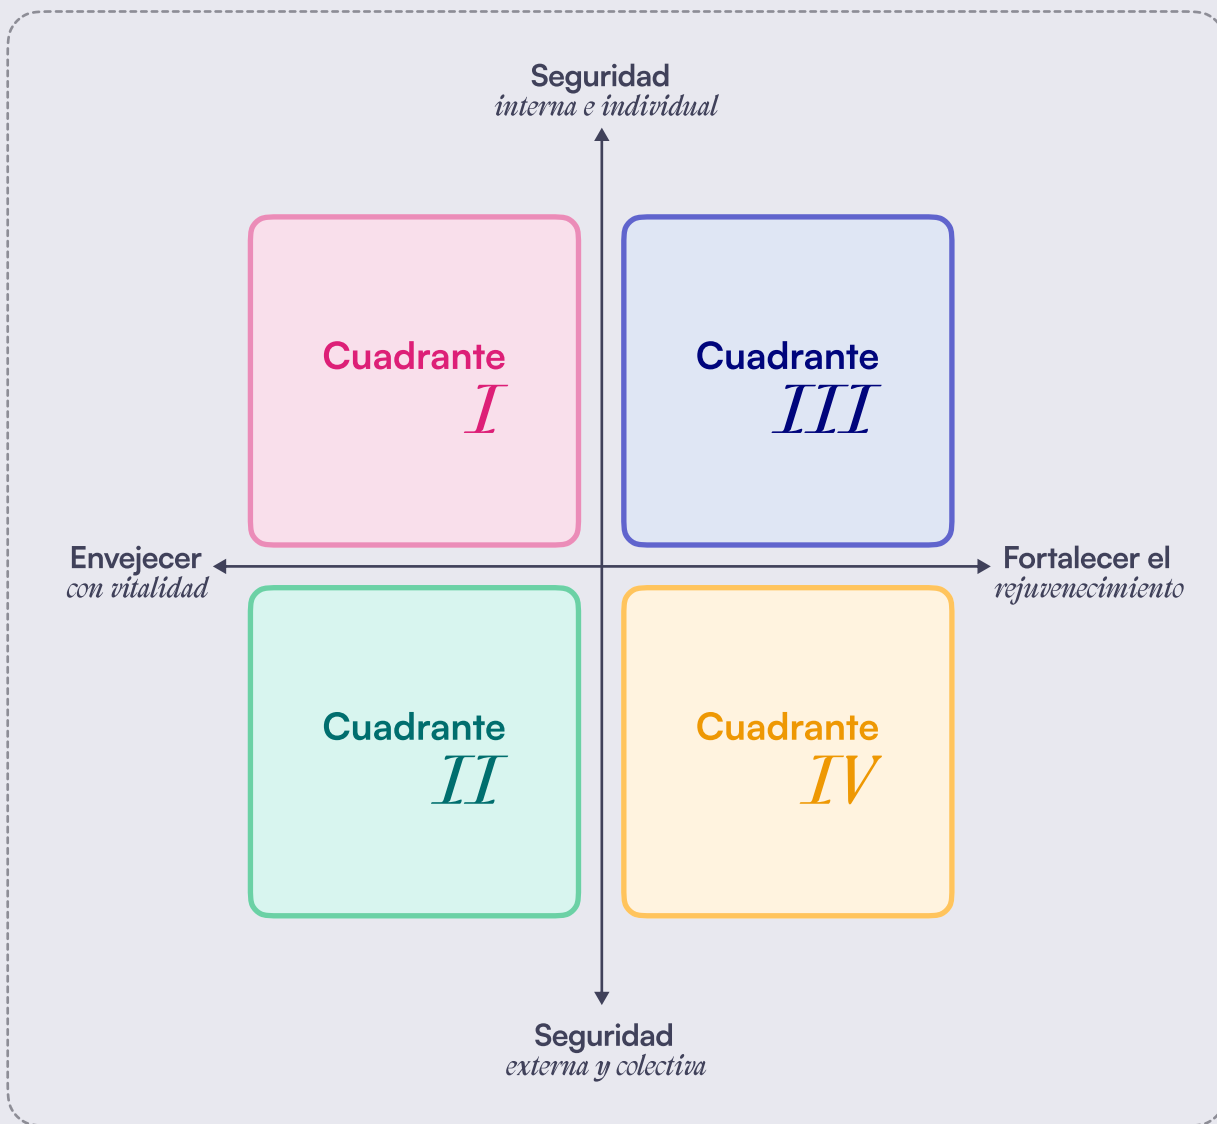 Seguridad
interna e individual
Cuadrante
I
Cuadrante
III
Envejecer
con vitalidad
Fortalecer el
rejuvenecimiento
Cuadrante
II
Cuadrante
IV
Seguridad
externa y colectiva